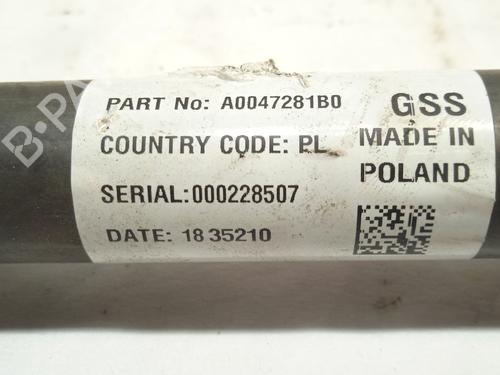 PART No: A0047281B0 GSS
COUNTRY CODE: PL MADE IN
POLAND
SERIAL:000228507
DATE: 18 35210
B-PA